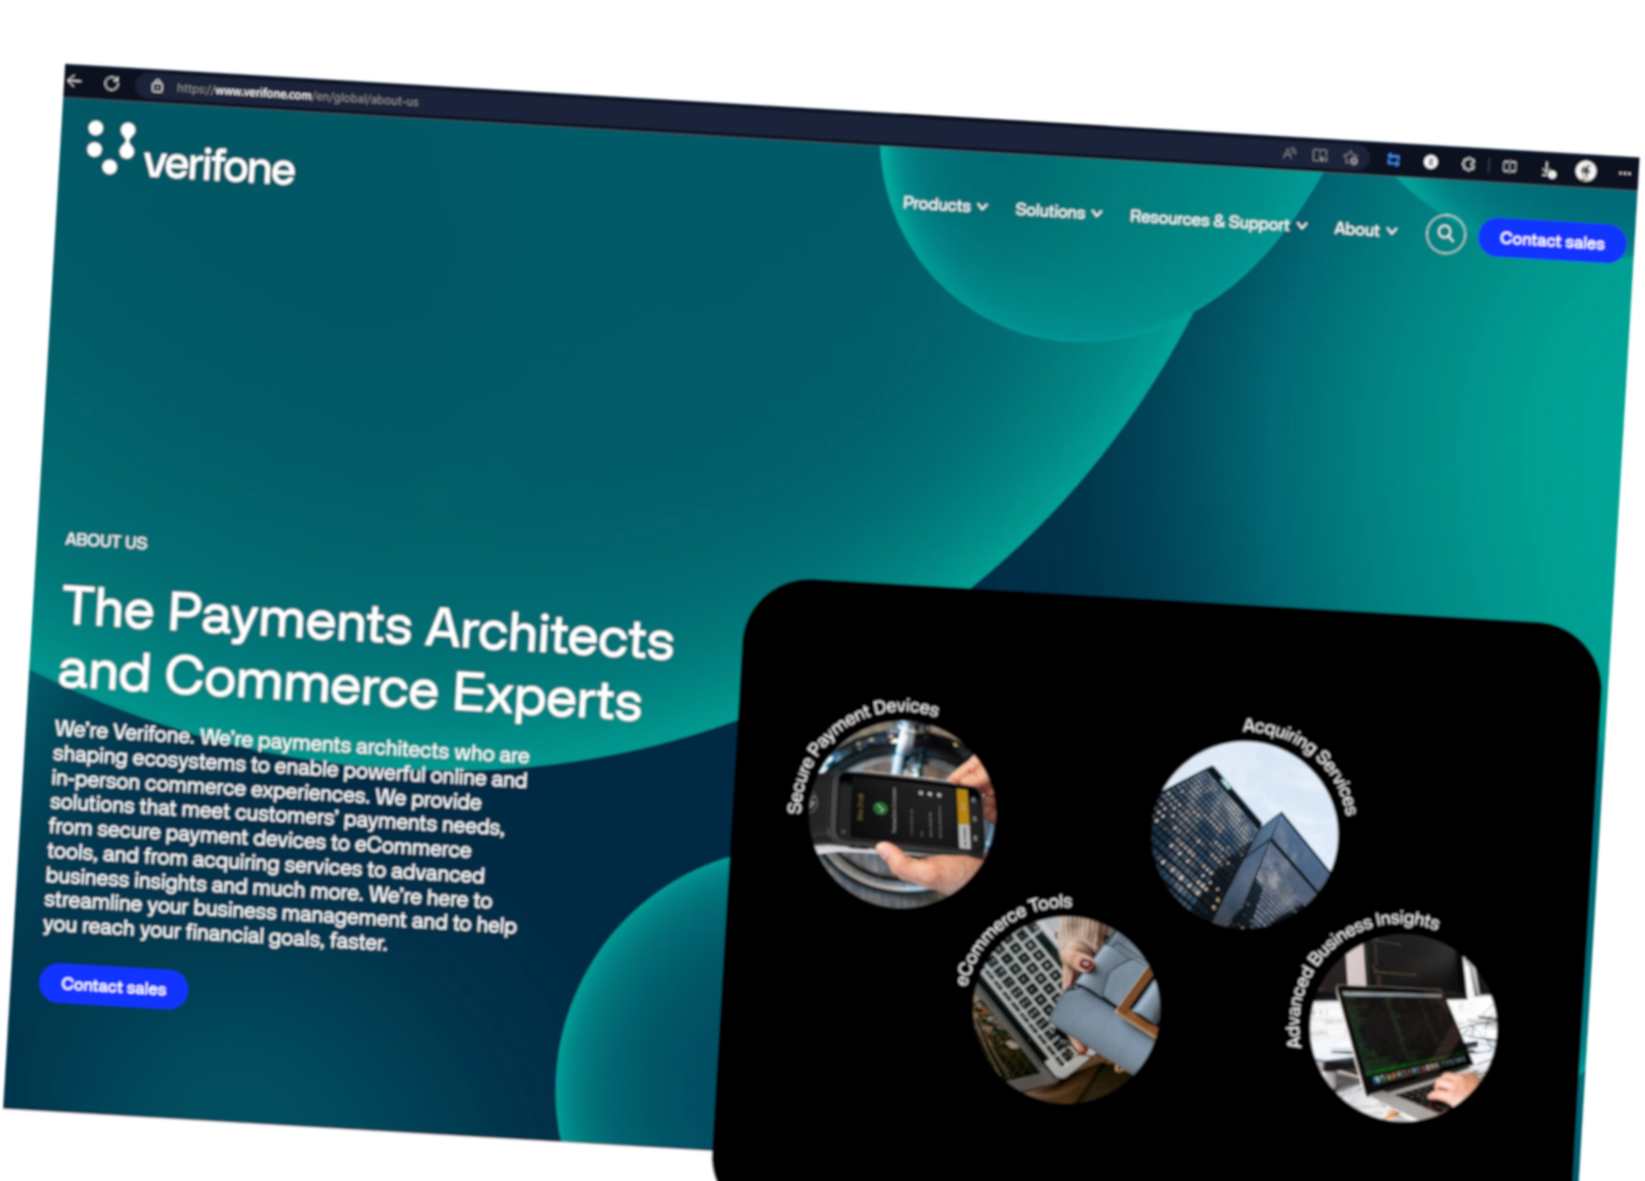 https://www.verifone.com/en/global/about-us
verifone
Products
Solutions
Resources & Support
About
Contact sales
ABOUT US
The Payments Architects
and Commerce Experts
We're Verifone. We're payments architects who are
shaping ecosystems to enable powerful online and
in-person commerce experiences. We provide
solutions that meet customers' payments needs,
from secure payment devices to eCommerce
tools, and from acquiring services to advanced
business insights and much more. We're here to
streamline your business management and to help
you reach your financial goals, faster.
Contact sales
Secure Payment Devices
Acquiring Services
eCommerce Tools
Advanced Business Insights